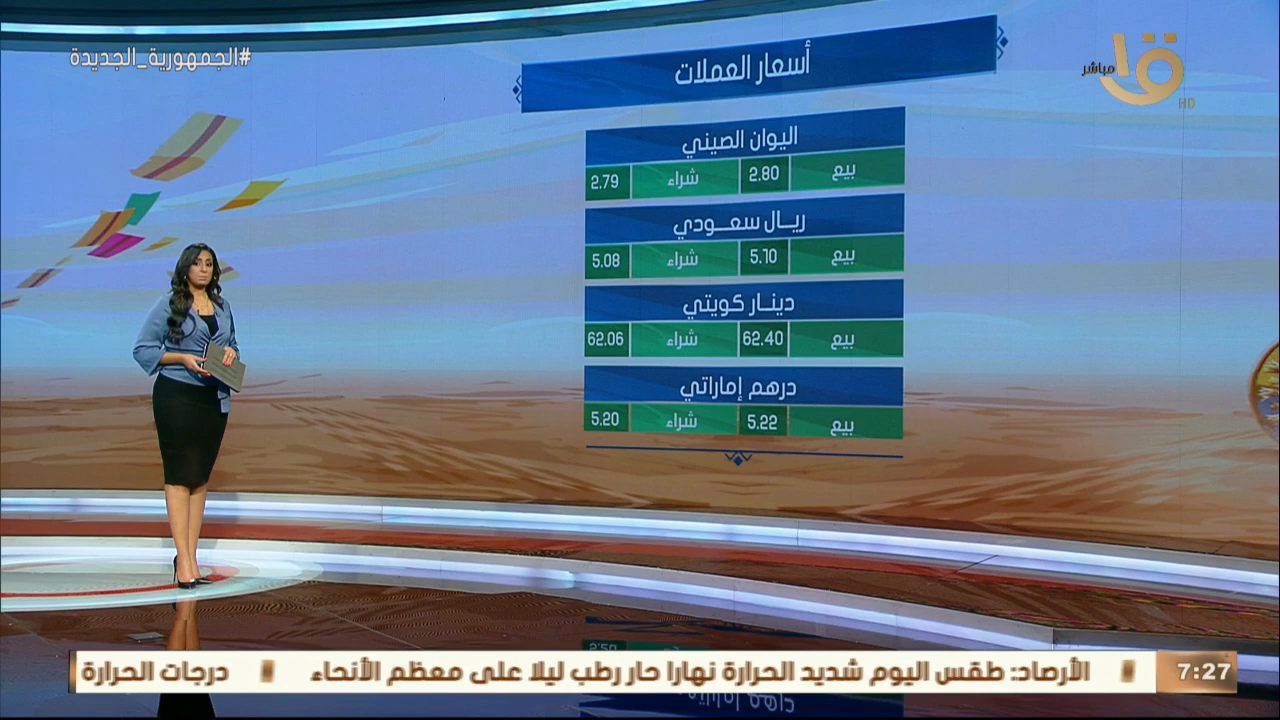 #الجمهورية_الجديدة
مباشر
HD
أسعار العملات
اليوان الصيني
بيع 2.80 شراء 2.79
ريال سعودي
بيع 5.10 شراء 5.08
دينار كويتي
بيع 62.40 شراء 62.06
درهم إماراتي
بيع 5.22 شراء 5.20
7:27 الأرصاد: طقس اليوم شديد الحرارة نهارا حار رطب ليلا على معظم الأنحاء درجات الحرارة